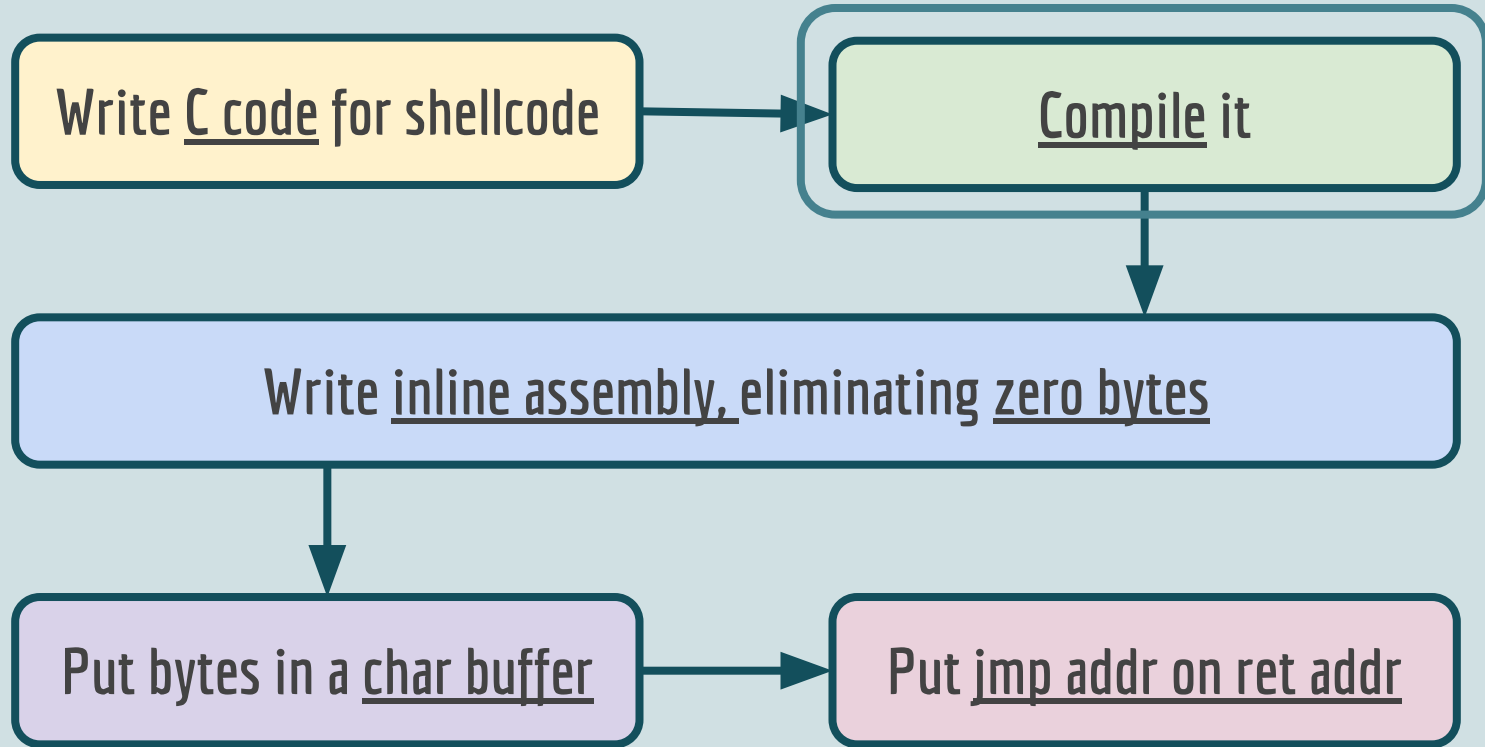 Write C code for shellcode
Compile it
Write inline assembly, eliminating zero bytes
Put bytes in a char buffer
Put jmp addr on ret addr